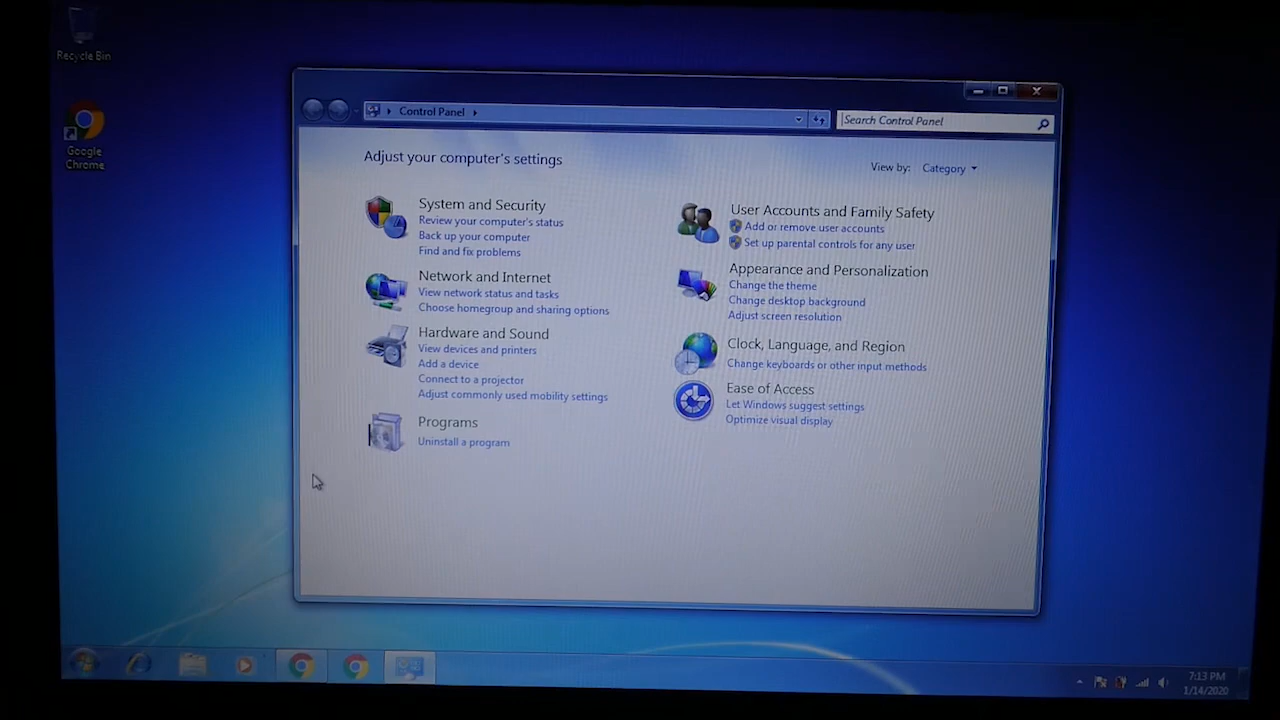 Recycle Bin
Google
Chrome
Control Panel
Search Control Panel
Adjust your computer's settings
View by: Category
System and Security
Review your computer's status
Back up your computer
Find and fix problems
Network and Internet
View network status and tasks
Choose homegroup and sharing options
Hardware and Sound
View devices and printers
Add a device
Connect to a projector
Adjust commonly used mobility settings
Programs
Uninstall a program
User Accounts and Family Safety
Add or remove user accounts
Set up parental controls for any user
Appearance and Personalization
Change the theme
Change desktop background
Adjust screen resolution
Clock, Language, and Region
Change keyboards or other input methods
Ease of Access
Let Windows suggest settings
Optimize visual display
7:13 PM
1/14/2020